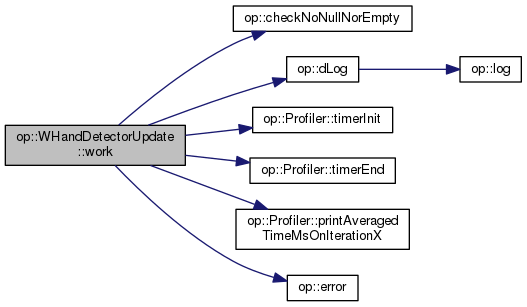 op::checkNoNullNorEmpty
op::dLog
op::log
op::WHandDetectorUpdate
::work
op::Profiler::timerInit
op::Profiler::timerEnd
op::Profiler::printAveraged
TimeMsOnIterationX
op::error